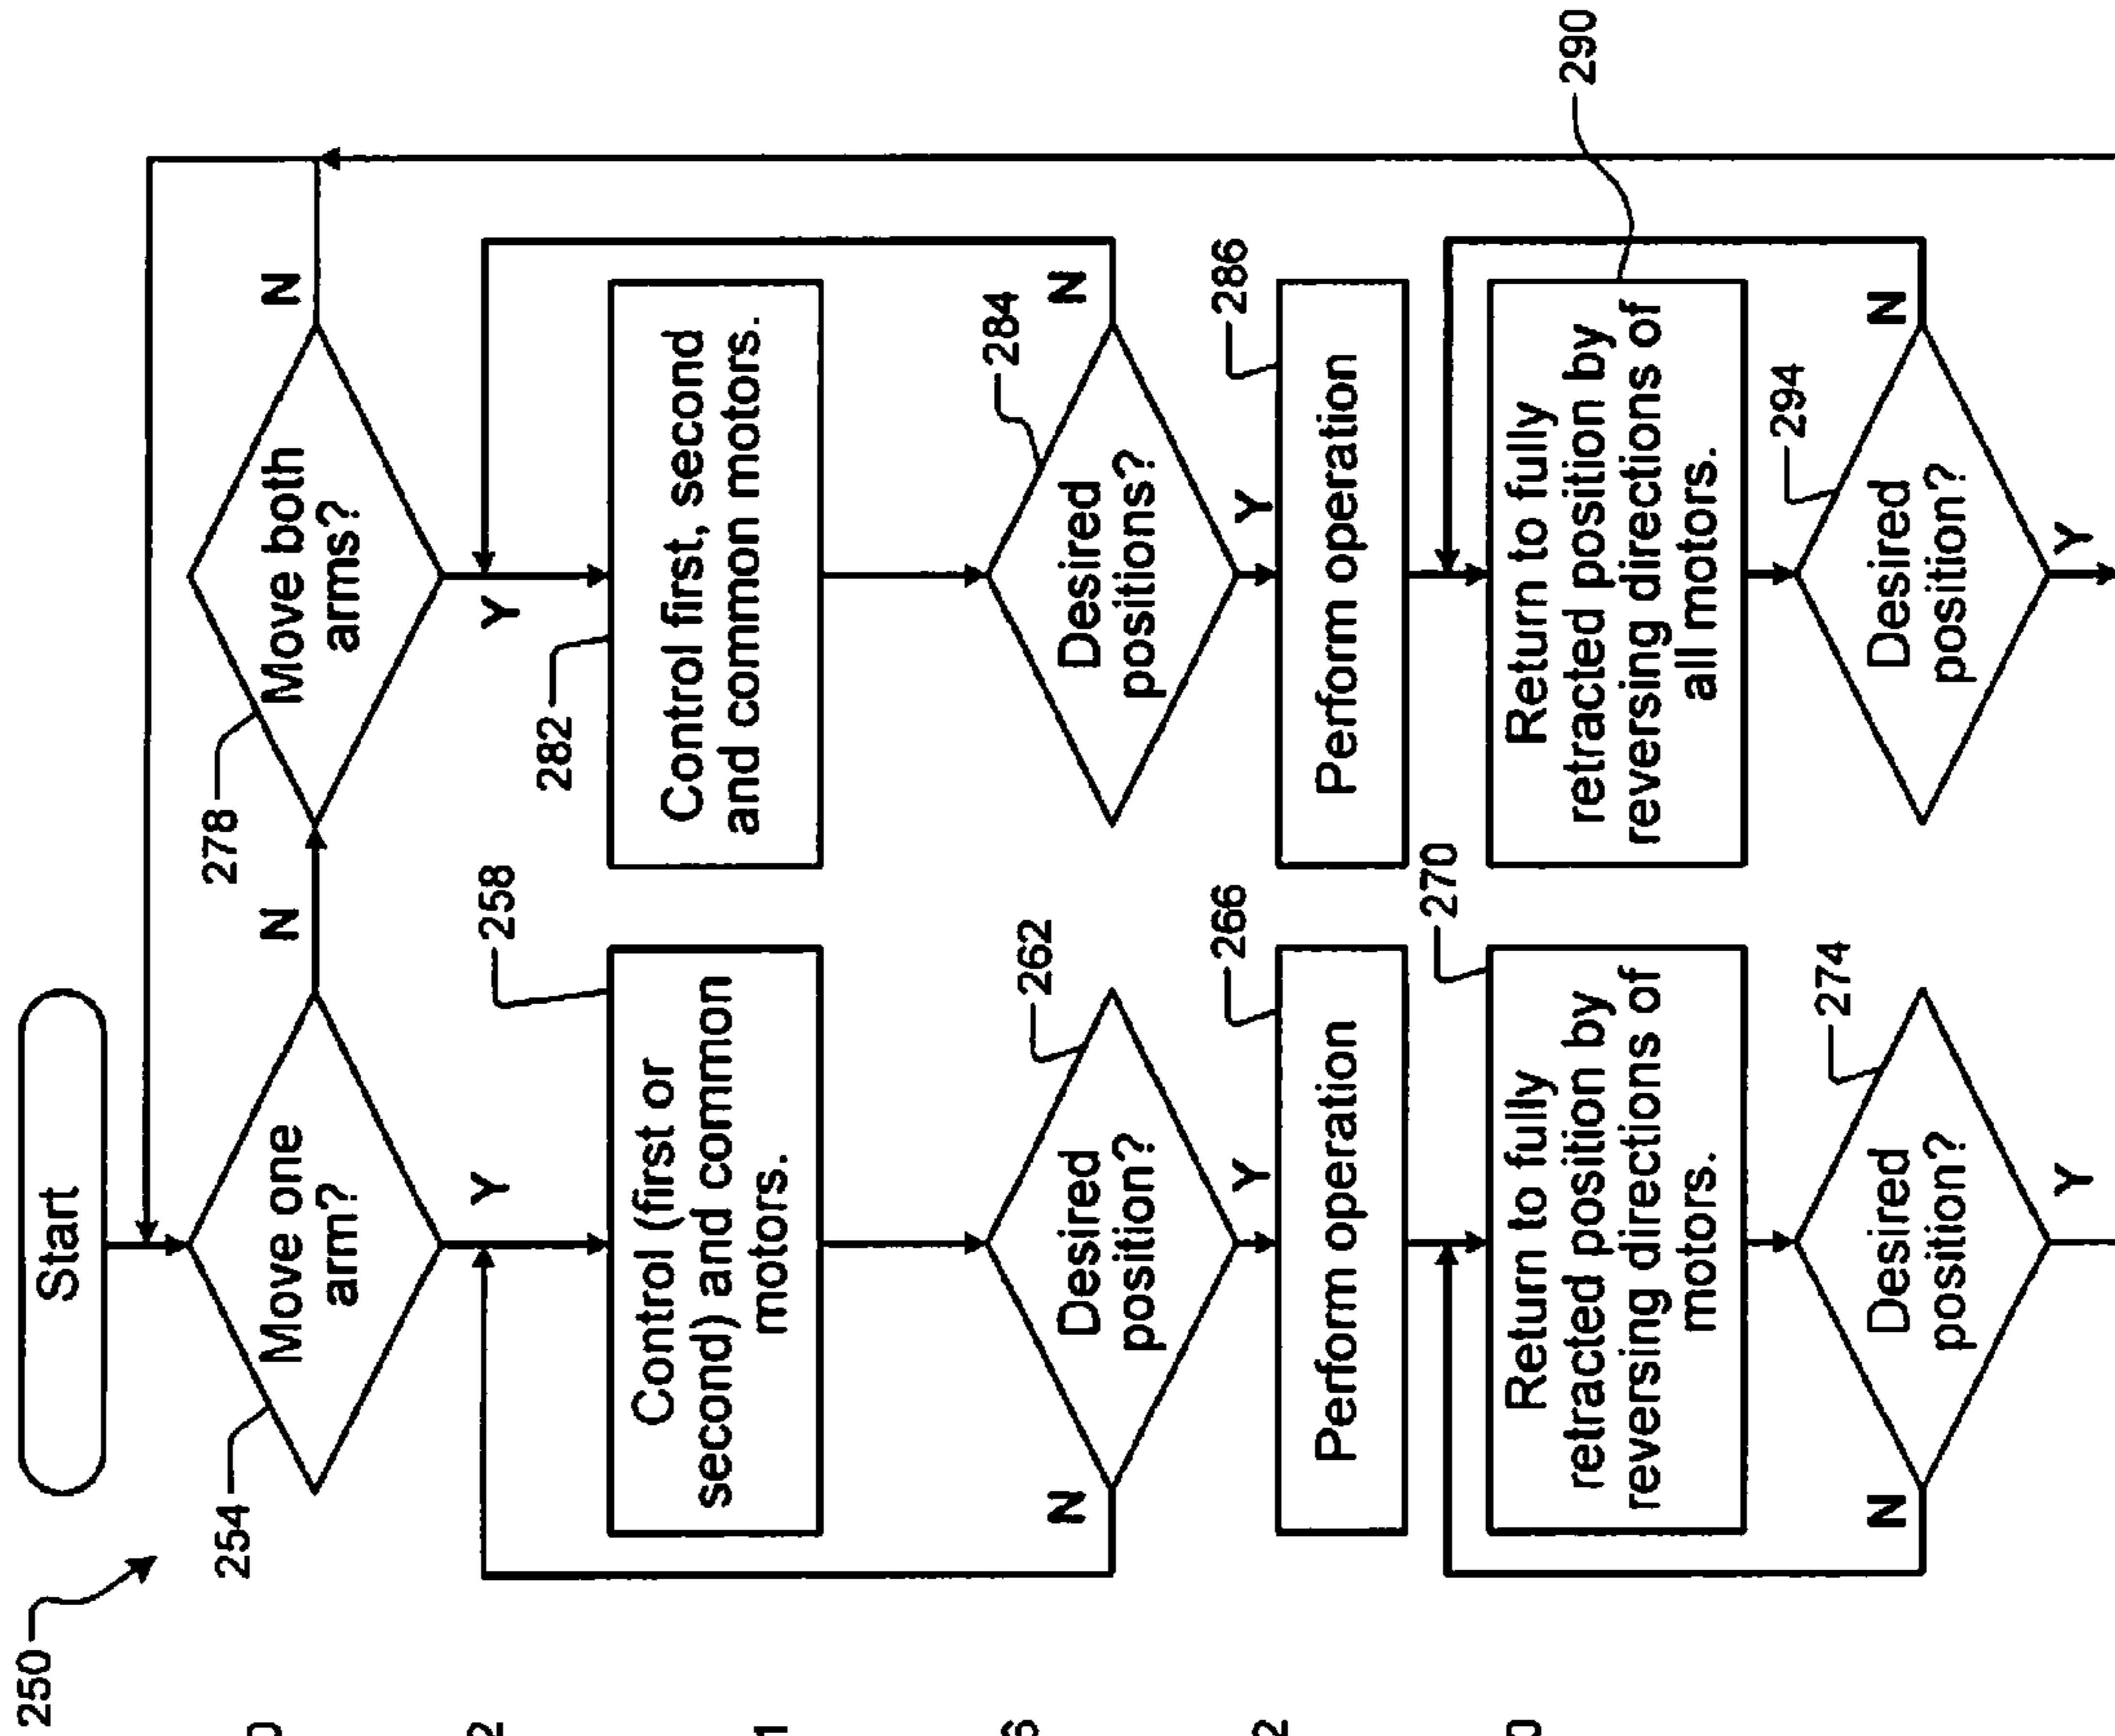 250
Start
254
Move one
arm?
N
Y
278
Move both
arms?
N
Y
258
Control (first or
second) and common
motors.
282
Control first, second
and common motors.
262
Desired
position?
N
Y
284
Desired
positions?
N
Y
266
Perform operation
286
Perform operation
270
Return to fully
retracted position by
reversing directions of
motors.
290
Return to fully
retracted position by
reversing directions of
all motors.
274
Desired
position?
N
Y
294
Desired
position?
N
Y